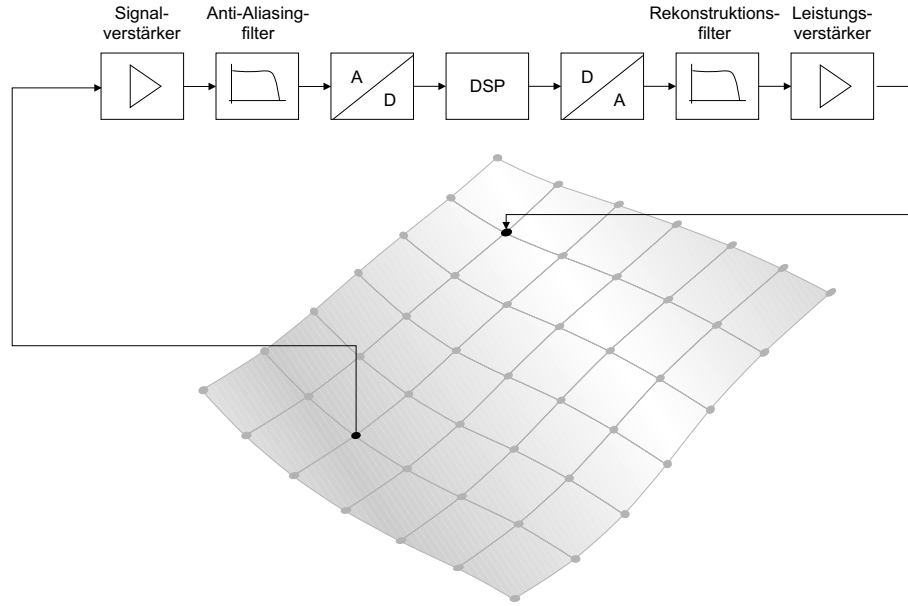 Signal-
verstärker
Anti-Aliasing-
filter
Rekonstruktions-
filter
Leistungs-
verstärker
A
D
DSP
D
A